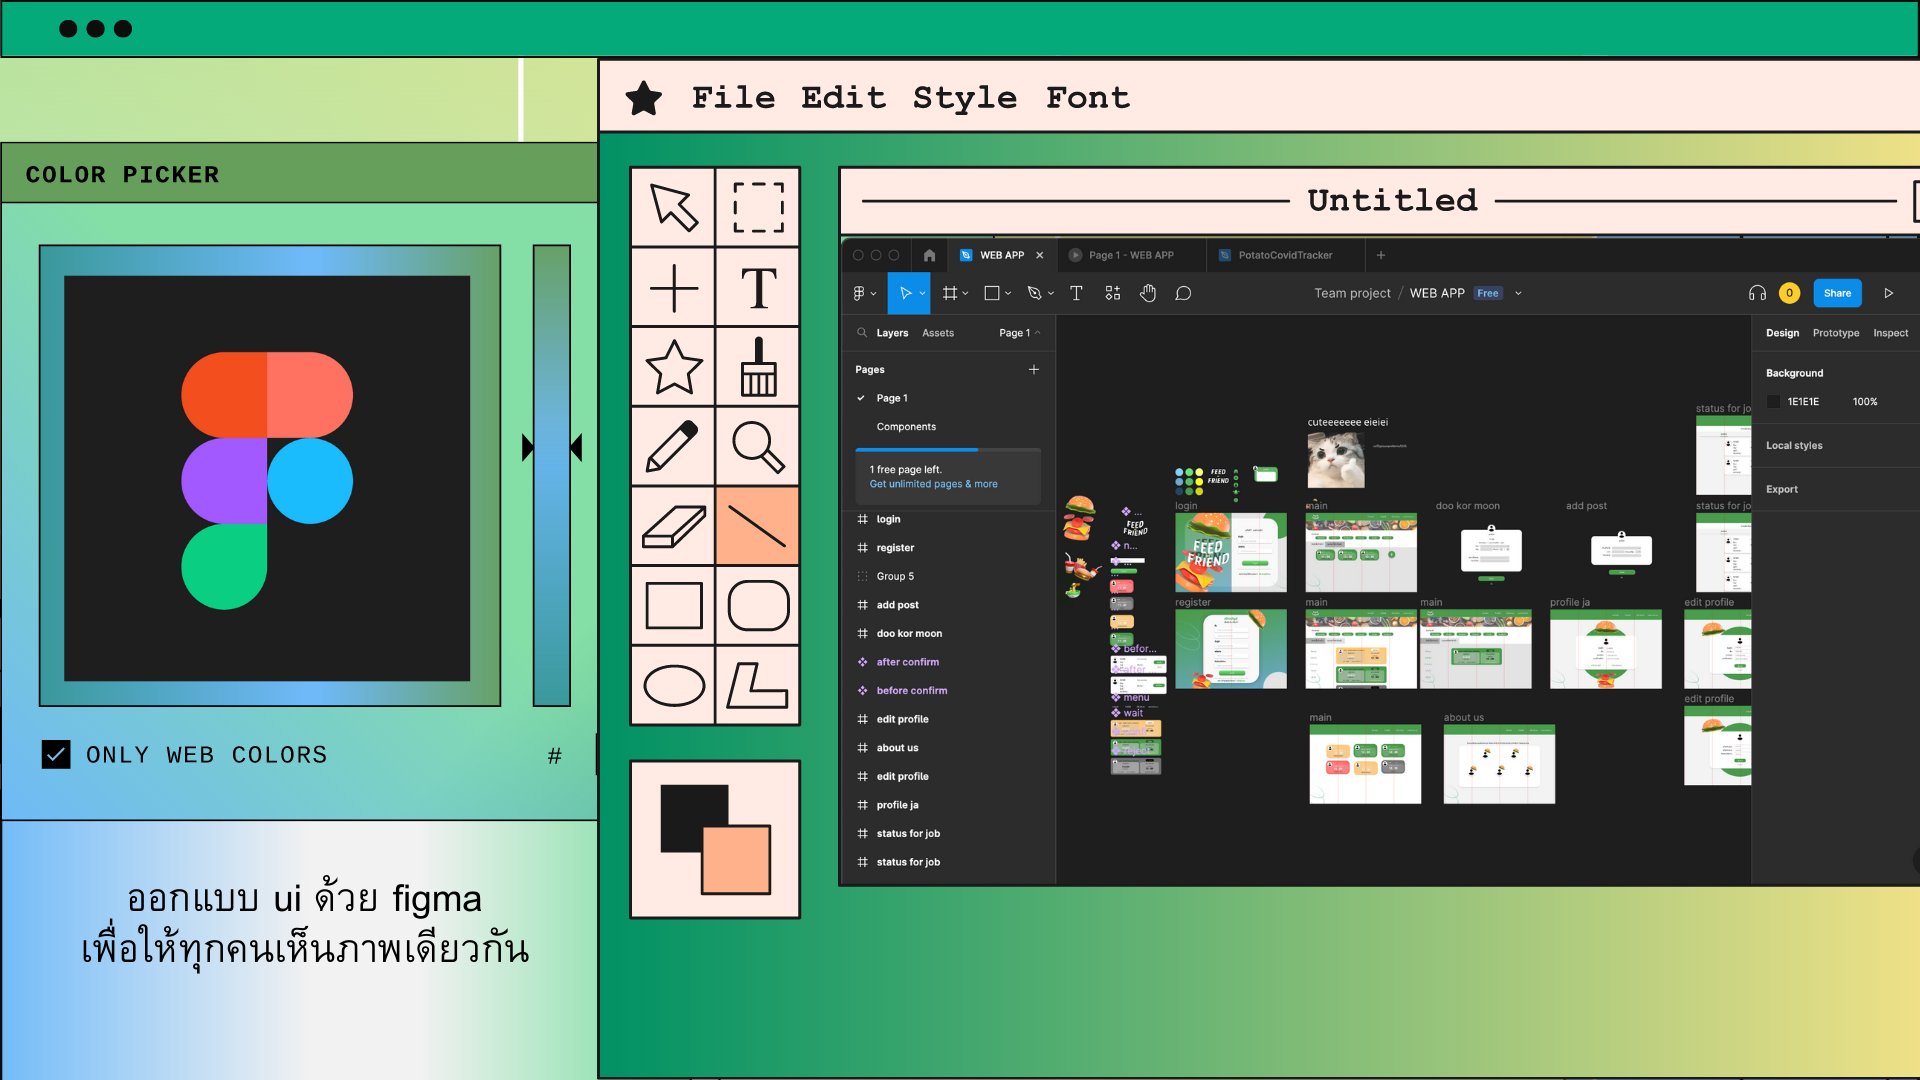 File Edit Style Font
COLOR PICKER
ONLY WEB COLORS
#
ออกแบบ ui ด้วย figma
เพื่อให้ทุกคนเห็นภาพเดียวกัน
T
Untitled
WEB APP
Page 1 - WEB APP
PotatoCovidTracker
Team project / WEB APP Free
0
Share
Layers Assets Page 1
Pages
Page 1
Components
1 free page left.
Get unlimited pages & more
login
register
Group 5
add post
doo kor moon
after confirm
before confirm
edit profile
about us
edit profile
profile ja
status for job
status for job
cuteeeeeee eieiei
FEED
FRIEND
...
FEED
FRIEND
n...
...
befor...
after
menu
wait
login
FEED
FRIEND
main
doo kor moon
add post
status for jo
status for jo
register
main
main
profile ja
edit profile
main
about us
edit profile
Design Prototype Inspect
Background
1E1E1E 100%
Local styles
Export